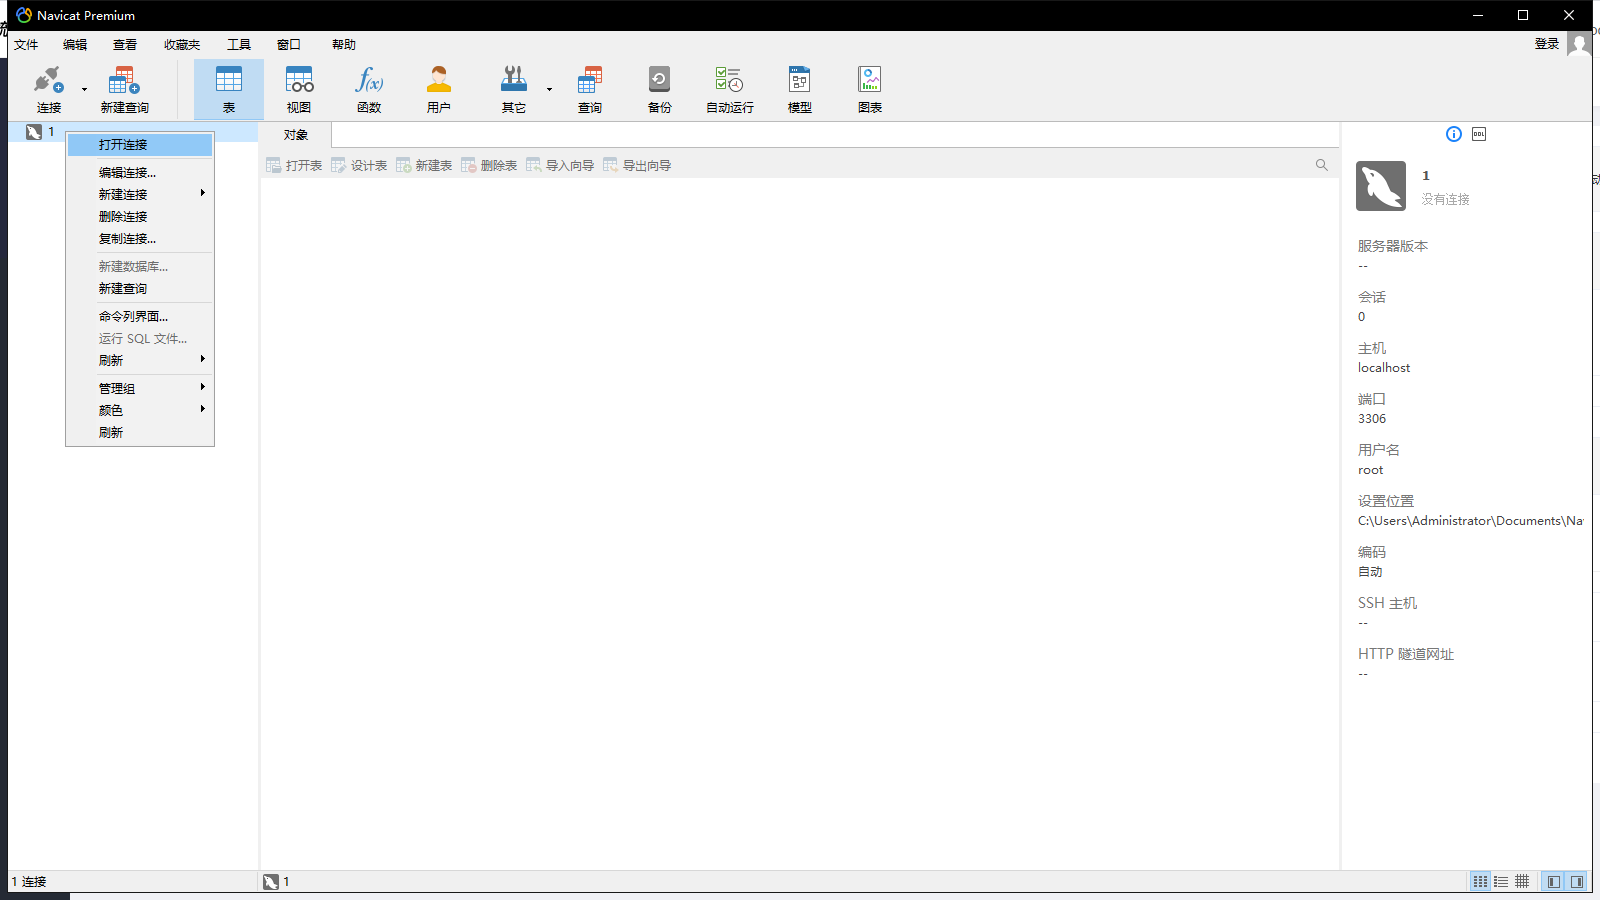 Navicat Premium
文件 编辑 查看 收藏夹 工具 窗口 帮助 登录
连接 新建查询 表 视图 函数 用户 其它 查询 备份 自动运行 模型 图表
1
打开连接
编辑连接...
新建连接
删除连接
复制连接...
新建数据库...
新建查询
命令列界面...
运行 SQL 文件...
刷新
管理组
颜色
刷新
对象
打开表 设计表 新建表 删除表 导入向导 导出向导
DDL
1
没有连接
服务器版本
--
会话
0
主机
localhost
端口
3306
用户名
root
设置位置
C:\Users\Administrator\Documents\Na
编码
自动
SSH 主机
--
HTTP 隧道网址
--
1 连接
1